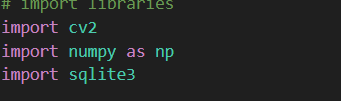 # import libraries
import cv2
import numpy as np
import sqlite3